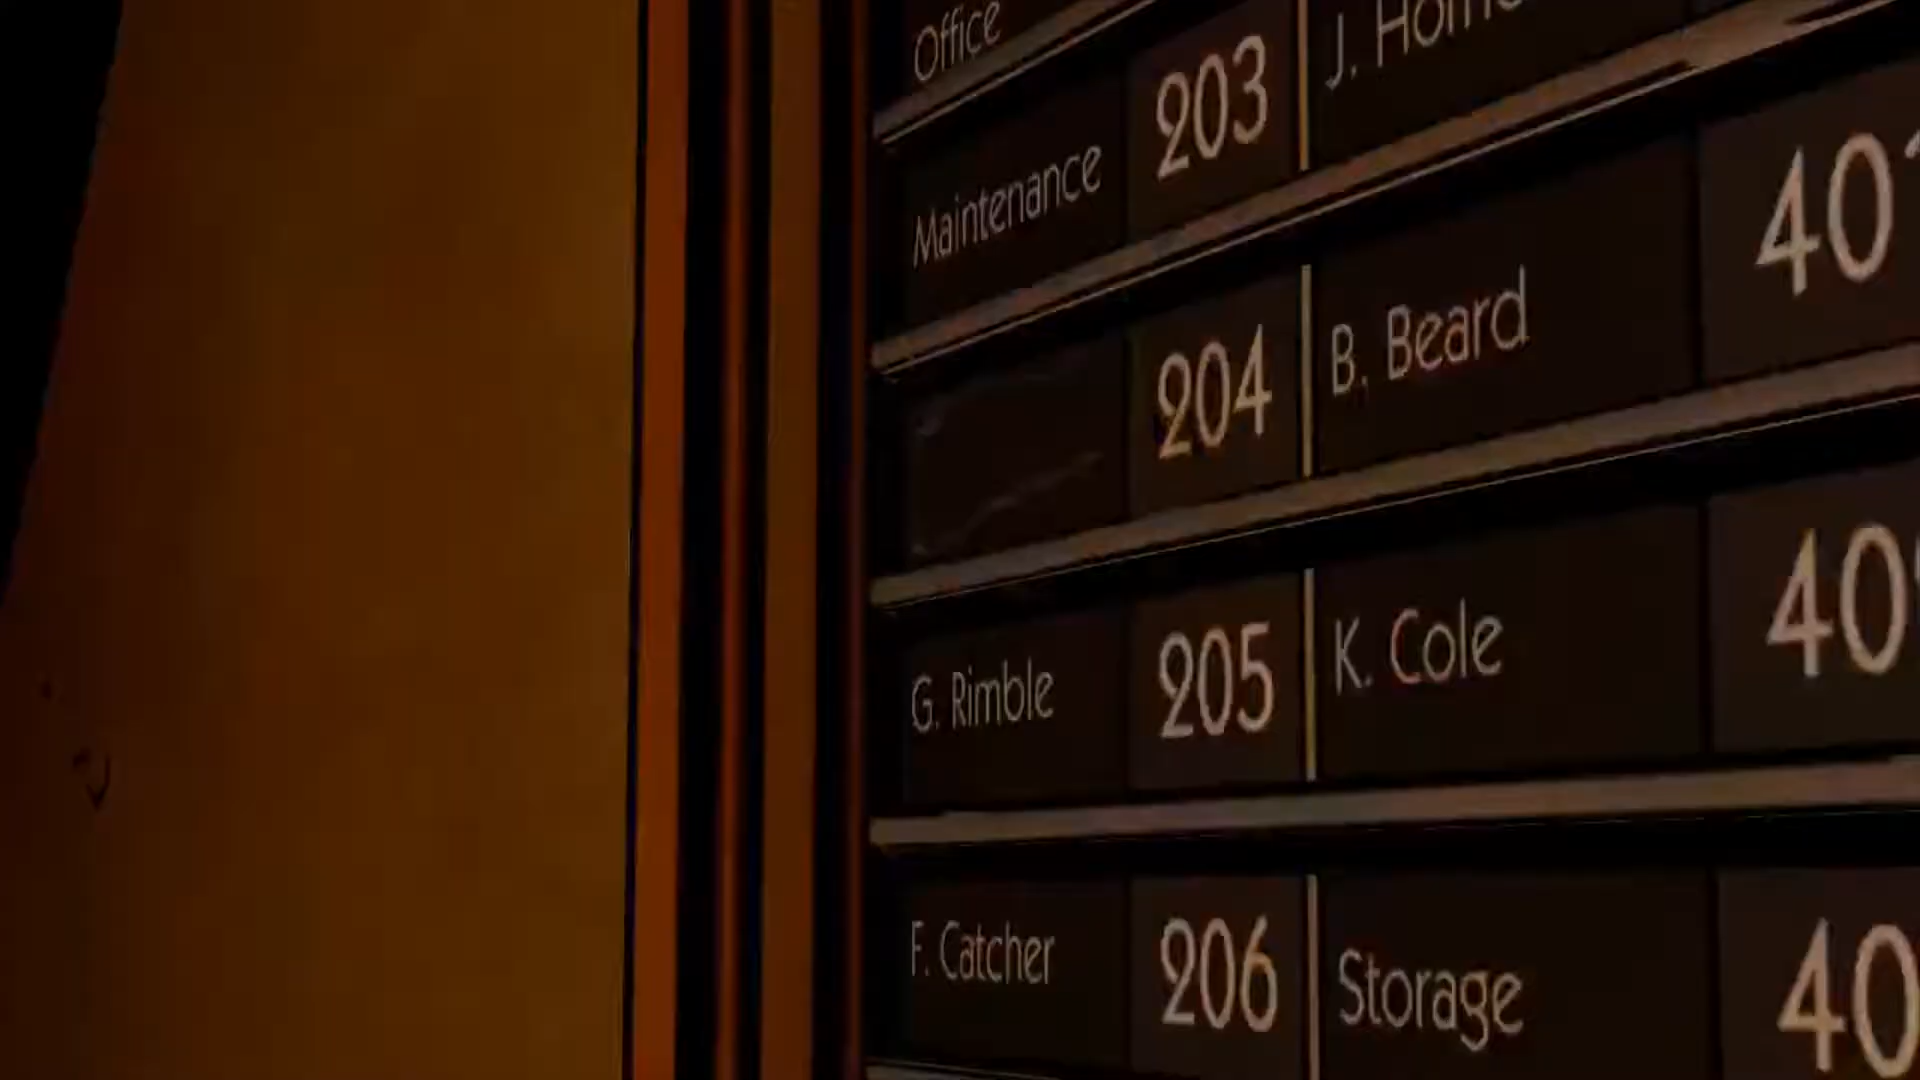 Office
Maintenance 203 J.
204 B. Beard
G. Rimble 205 K. Cole
F. Catcher 206 Storage